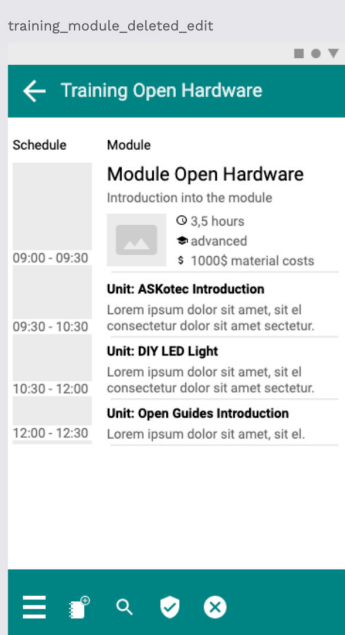 training_module_deleted_edit
Training Open Hardware
Schedule
Module
Module Open Hardware
Introduction into the module
3,5 hours
advanced
$ 1000$ material costs
09:00 - 09:30
Unit: ASKotec Introduction
Lorem ipsum dolor sit amet, sit el
consectetur dolor sit amet sectetur.
09:30 - 10:30
Unit: DIY LED Light
Lorem ipsum dolor sit amet, sit el
consectetur dolor sit amet sectetur.
10:30 - 12:00
Unit: Open Guides Introduction
Lorem ipsum dolor sit amet, sit el.
12:00 - 12:30